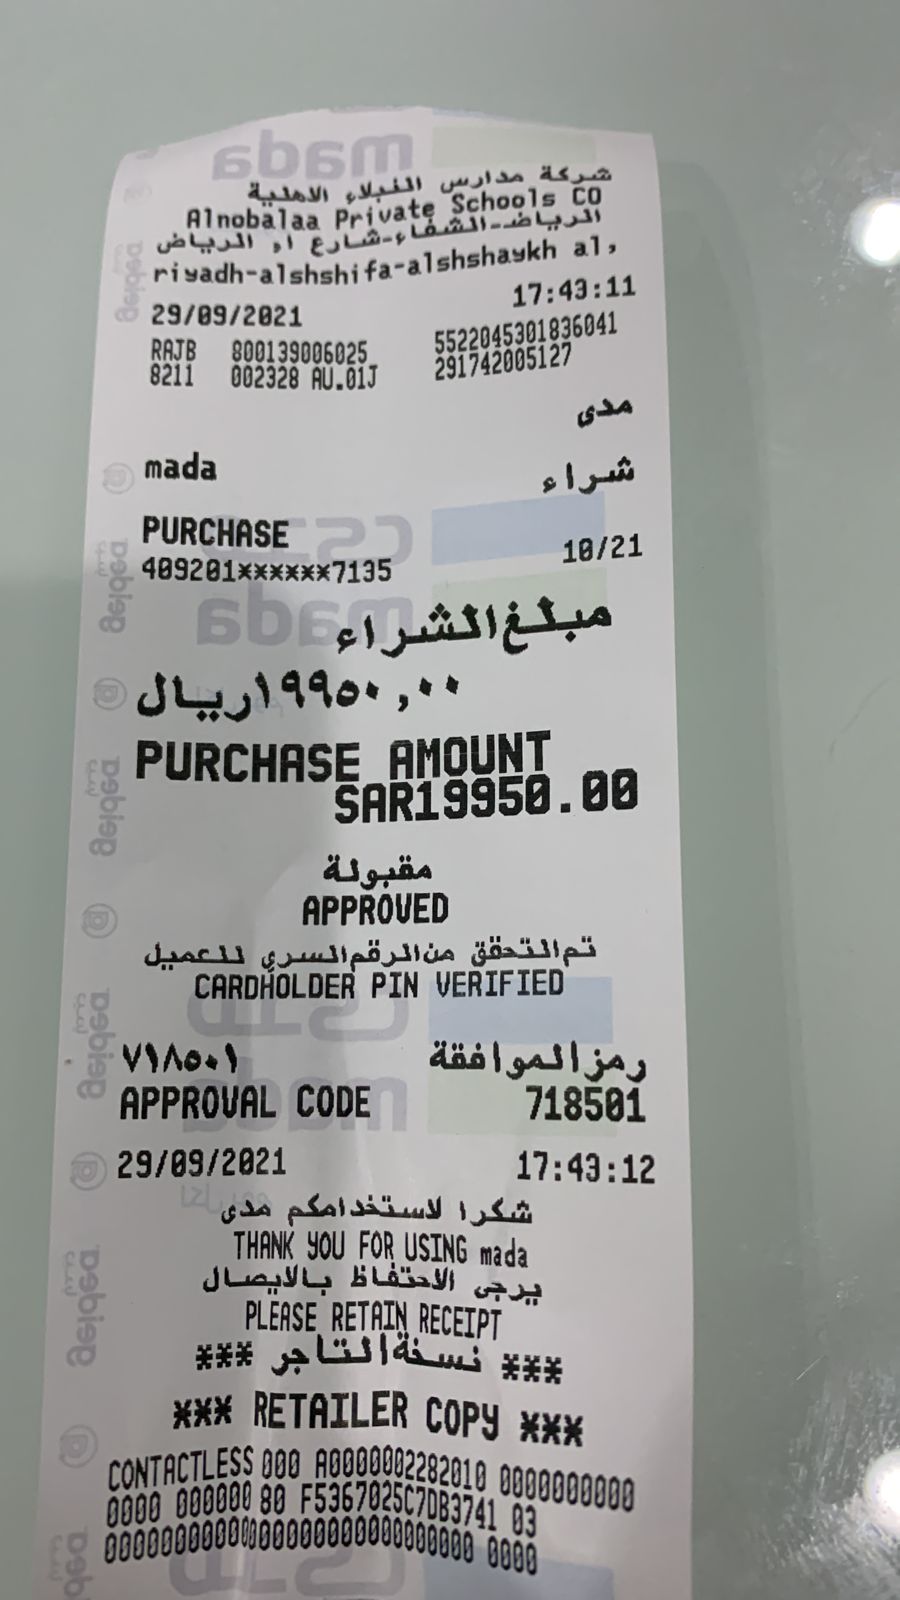 شركة مدارس النبلاء الاهلية
Alnobalaa Private Schools CO
الرياض-الشفاء-شارع ام الرياض
riyadh-alshshifa-alshshaykh al,
29/09/2021 17:43:11
RAJB 800139006025 5522045301836041
8211 002328 AU.01J 291742005127
مدى
mada
شراء
PURCHASE
409201******7135 10/21
مبلغ الشراء
١٩٩٥٠,٠٠ ريال
PURCHASE AMOUNT
SAR19950.00
مقبولة
APPROVED
تم التحقق من الرقم السري للعميل
CARDHOLDER PIN VERIFIED
رمز الموافقة ٧١٨٥٠١
APPROVAL CODE 718501
29/09/2021 17:43:12
شكرا لاستخدامكم مدى
THANK YOU FOR USING mada
يرجى الاحتفاظ بالايصال
PLEASE RETAIN RECEIPT
*** نسخة التاجر ***
*** RETAILER COPY ***
CONTACTLESS 000 A0000002282010 0000000000
0000 000000 80 F5367025C7DB3741 03